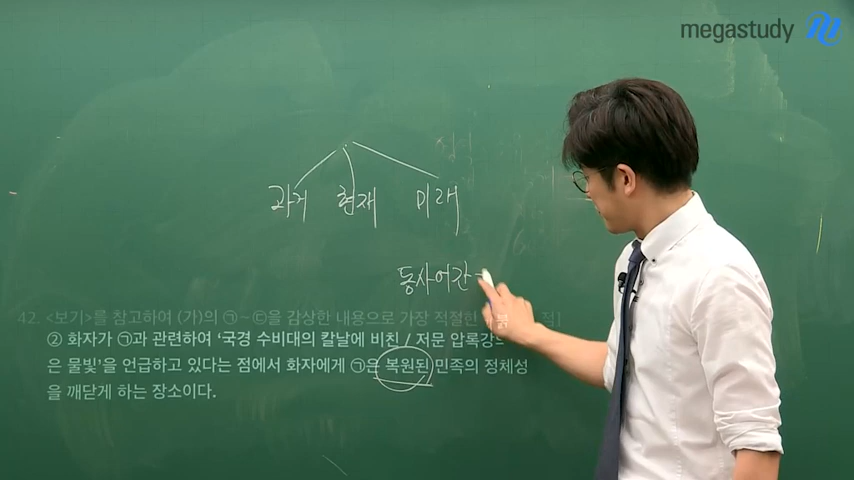 megastudy
과거 현재 미래
동사어간 -
42. <보기>를 참고하여 (가)의 ㉠~㉢을 감상한 내용으로 가장 적절한 점]
② 화자가 ㉠과 관련하여 '국경 수비대의 칼날에 비친 / 저문 압록강의
은 물빛'을 언급하고 있다는 점에서 화자에게 ㉠은 복원된 민족의 정체성
을 깨닫게 하는 장소이다.